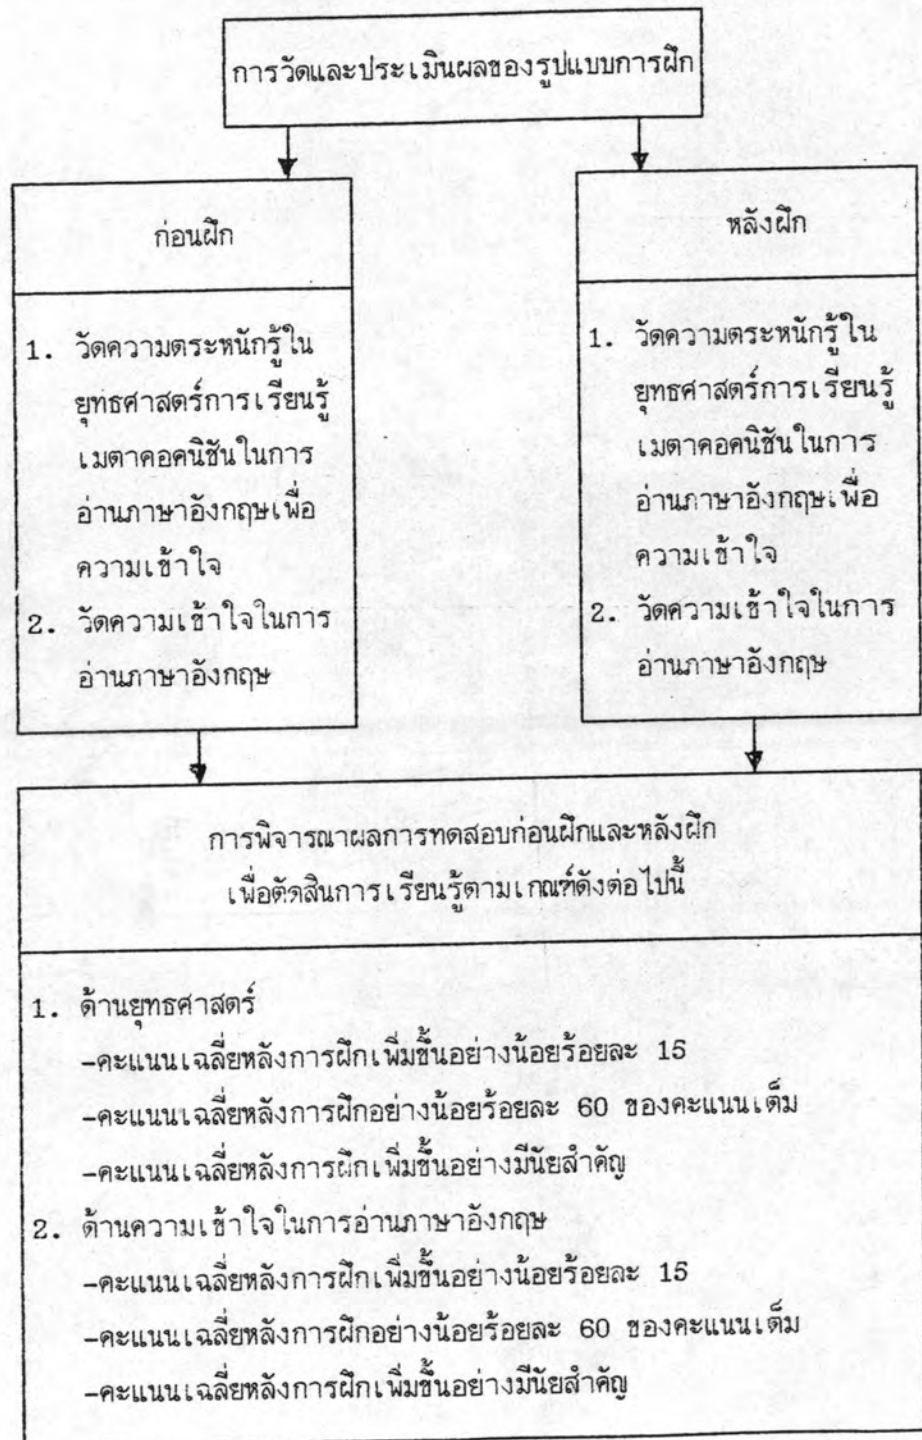 การวัดและประเมินผลของรูปแบบการฝึก
ก่อนฝึก
1. วัดความตระหนักรู้ใน
ยุทธศาสตร์การเรียนรู้
เมตาคอคนิชันในการ
อ่านภาษาอังกฤษเพื่อ
ความเข้าใจ
2. วัดความเข้าใจในการ
อ่านภาษาอังกฤษ
หลังฝึก
1. วัดความตระหนักรู้ใน
ยุทธศาสตร์การเรียนรู้
เมตาคอคนิชันในการ
อ่านภาษาอังกฤษเพื่อ
ความเข้าใจ
2. วัดความเข้าใจในการ
อ่านภาษาอังกฤษ
การพิจารณาผลการทดสอบก่อนฝึกและหลังฝึก
เพื่อตัดสินการเรียนรู้ตามเกณฑ์ดังต่อไปนี้
1. ด้านยุทธศาสตร์
-คะแนนเฉลี่ยหลังการฝึกเพิ่มขึ้นอย่างน้อยร้อยละ 15
-คะแนนเฉลี่ยหลังการฝึกอย่างน้อยร้อยละ 60 ของคะแนนเต็ม
-คะแนนเฉลี่ยหลังการฝึกเพิ่มขึ้นอย่างมีนัยสำคัญ
2. ด้านความเข้าใจในการอ่านภาษาอังกฤษ
-คะแนนเฉลี่ยหลังการฝึกเพิ่มขึ้นอย่างน้อยร้อยละ 15
-คะแนนเฉลี่ยหลังการฝึกอย่างน้อยร้อยละ 60 ของคะแนนเต็ม
-คะแนนเฉลี่ยหลังการฝึกเพิ่มขึ้นอย่างมีนัยสำคัญ